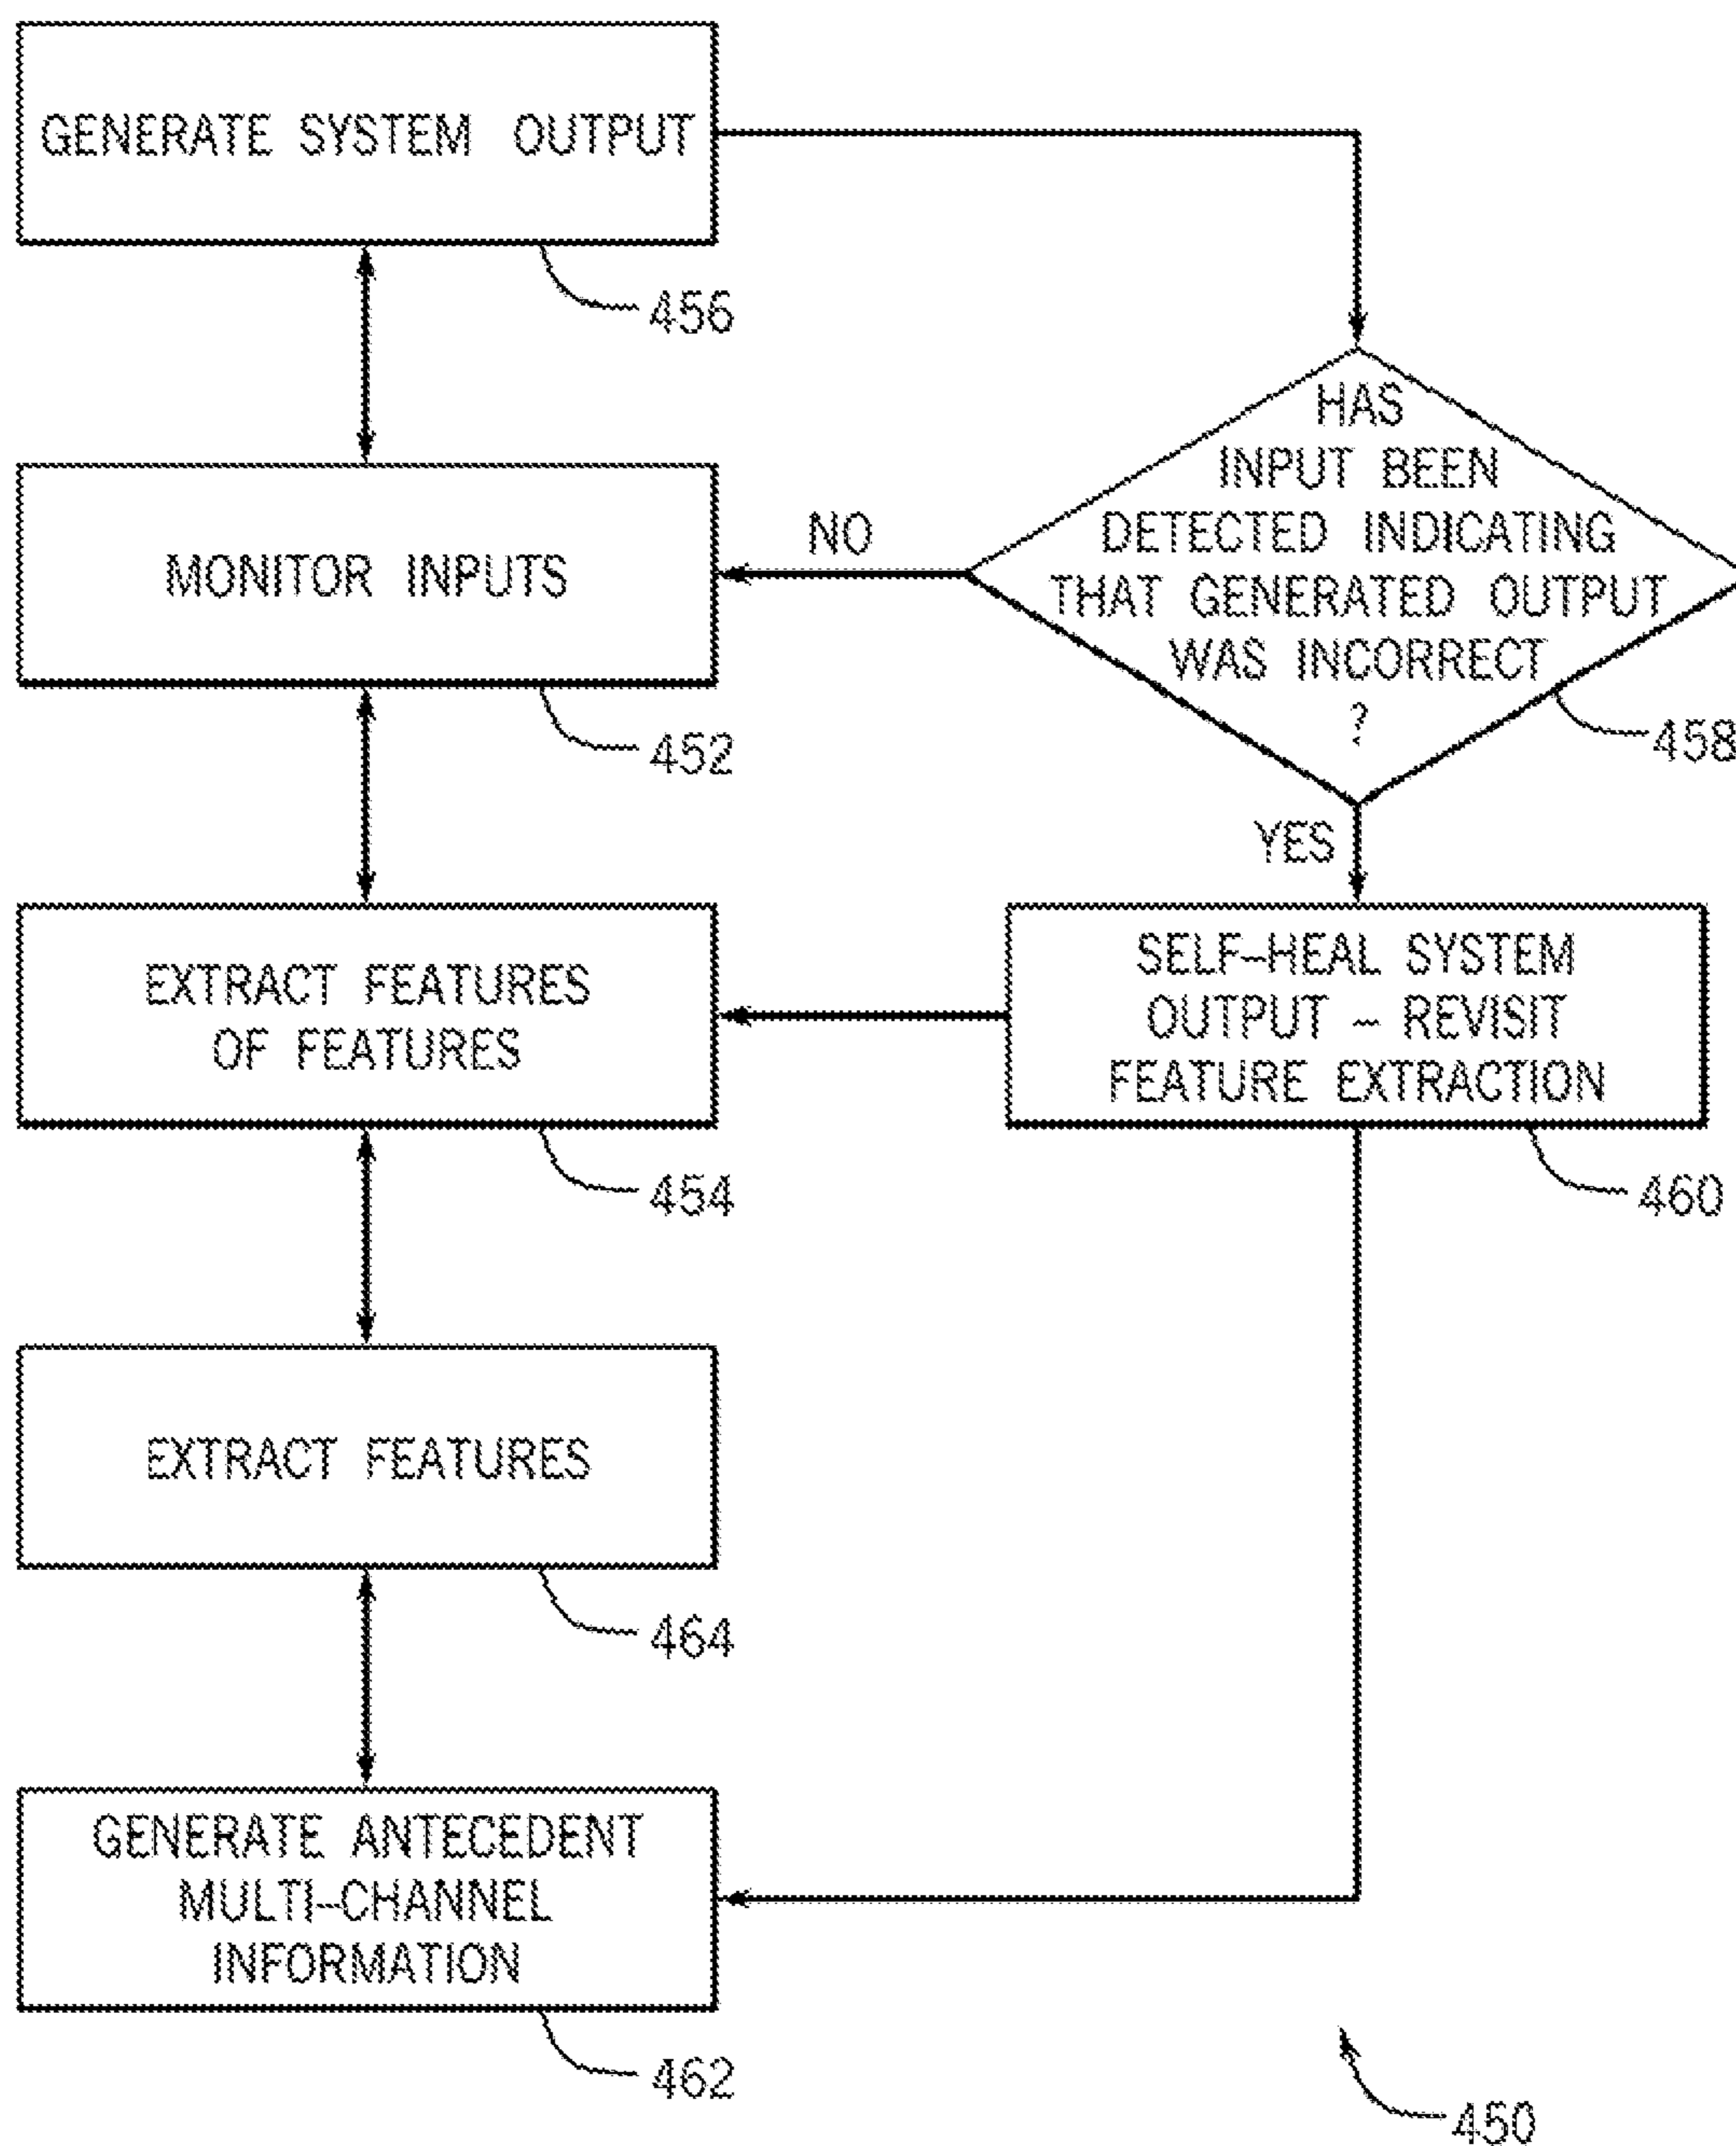 GENERATE SYSTEM OUTPUT
456
HAS
INPUT BEEN
DETECTED INDICATING
THAT GENERATED OUTPUT
WAS INCORRECT
?
458
NO
MONITOR INPUTS
452
YES
EXTRACT FEATURES
OF FEATURES
454
SELF-HEAL SYSTEM
OUTPUT - REVISIT
FEATURE EXTRACTION
460
EXTRACT FEATURES
464
GENERATE ANTECEDENT
MULTI-CHANNEL
INFORMATION
462
450